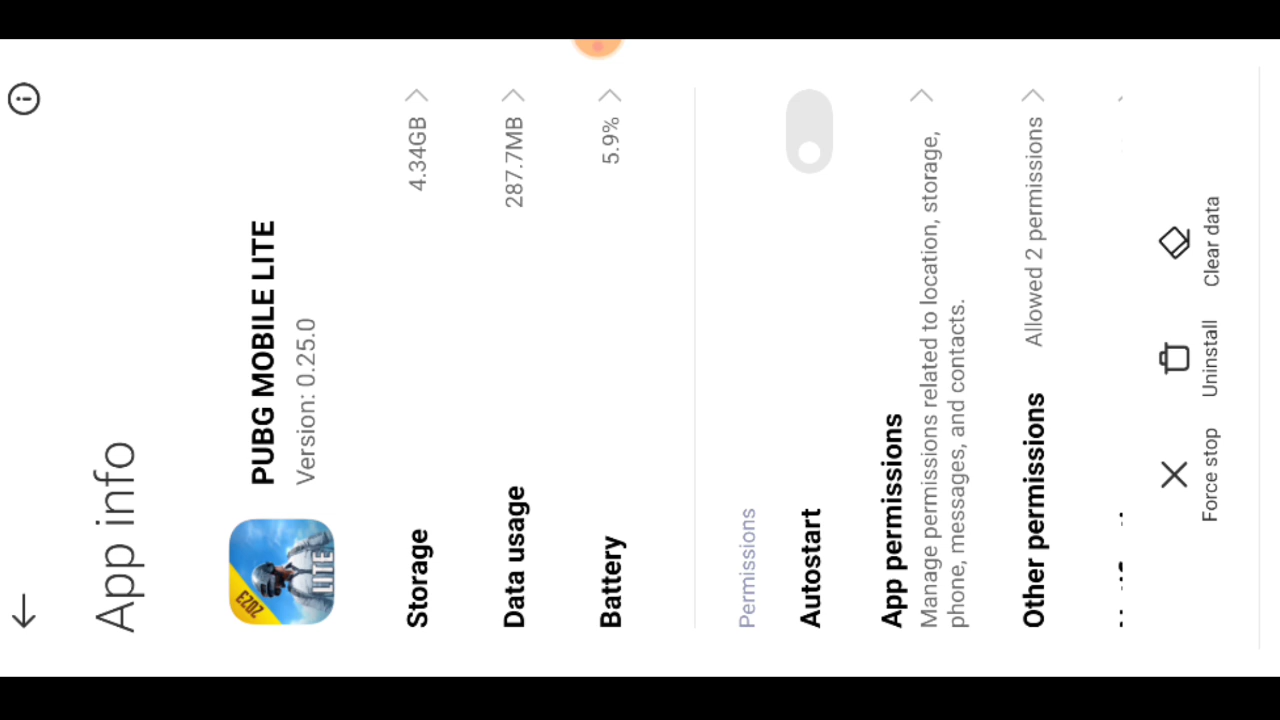 App info
2023
LITE
PUBG MOBILE LITE
Version: 0.25.0
Storage 4.34GB
Data usage 287.7MB
Battery 5.9%
Permissions
Autostart
App permissions
Manage permissions related to location, storage,
phone, messages, and contacts.
Other permissions Allowed 2 permissions
Force stop Uninstall Clear data